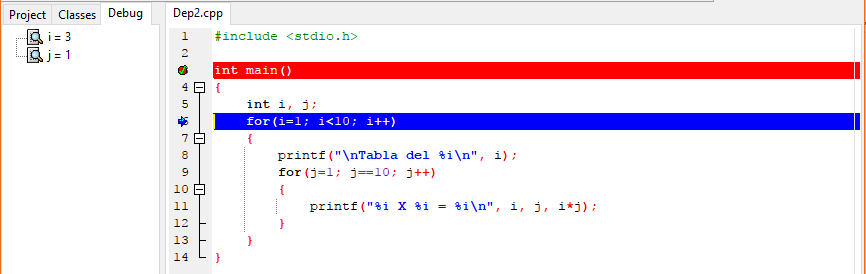 Project Classes Debug
i = 3
j = 1
Dep2.cpp
1 #include <stdio.h>
2
int main()
4 {
5 int i, j;
for(i=1; i<10; i++)
7 {
8 printf("\nTabla del %i\n", i);
9 for(j=1; j==10; j++)
10 {
11 printf("%i X %i = %i\n", i, j, i*j);
12 }
13 }
14 }